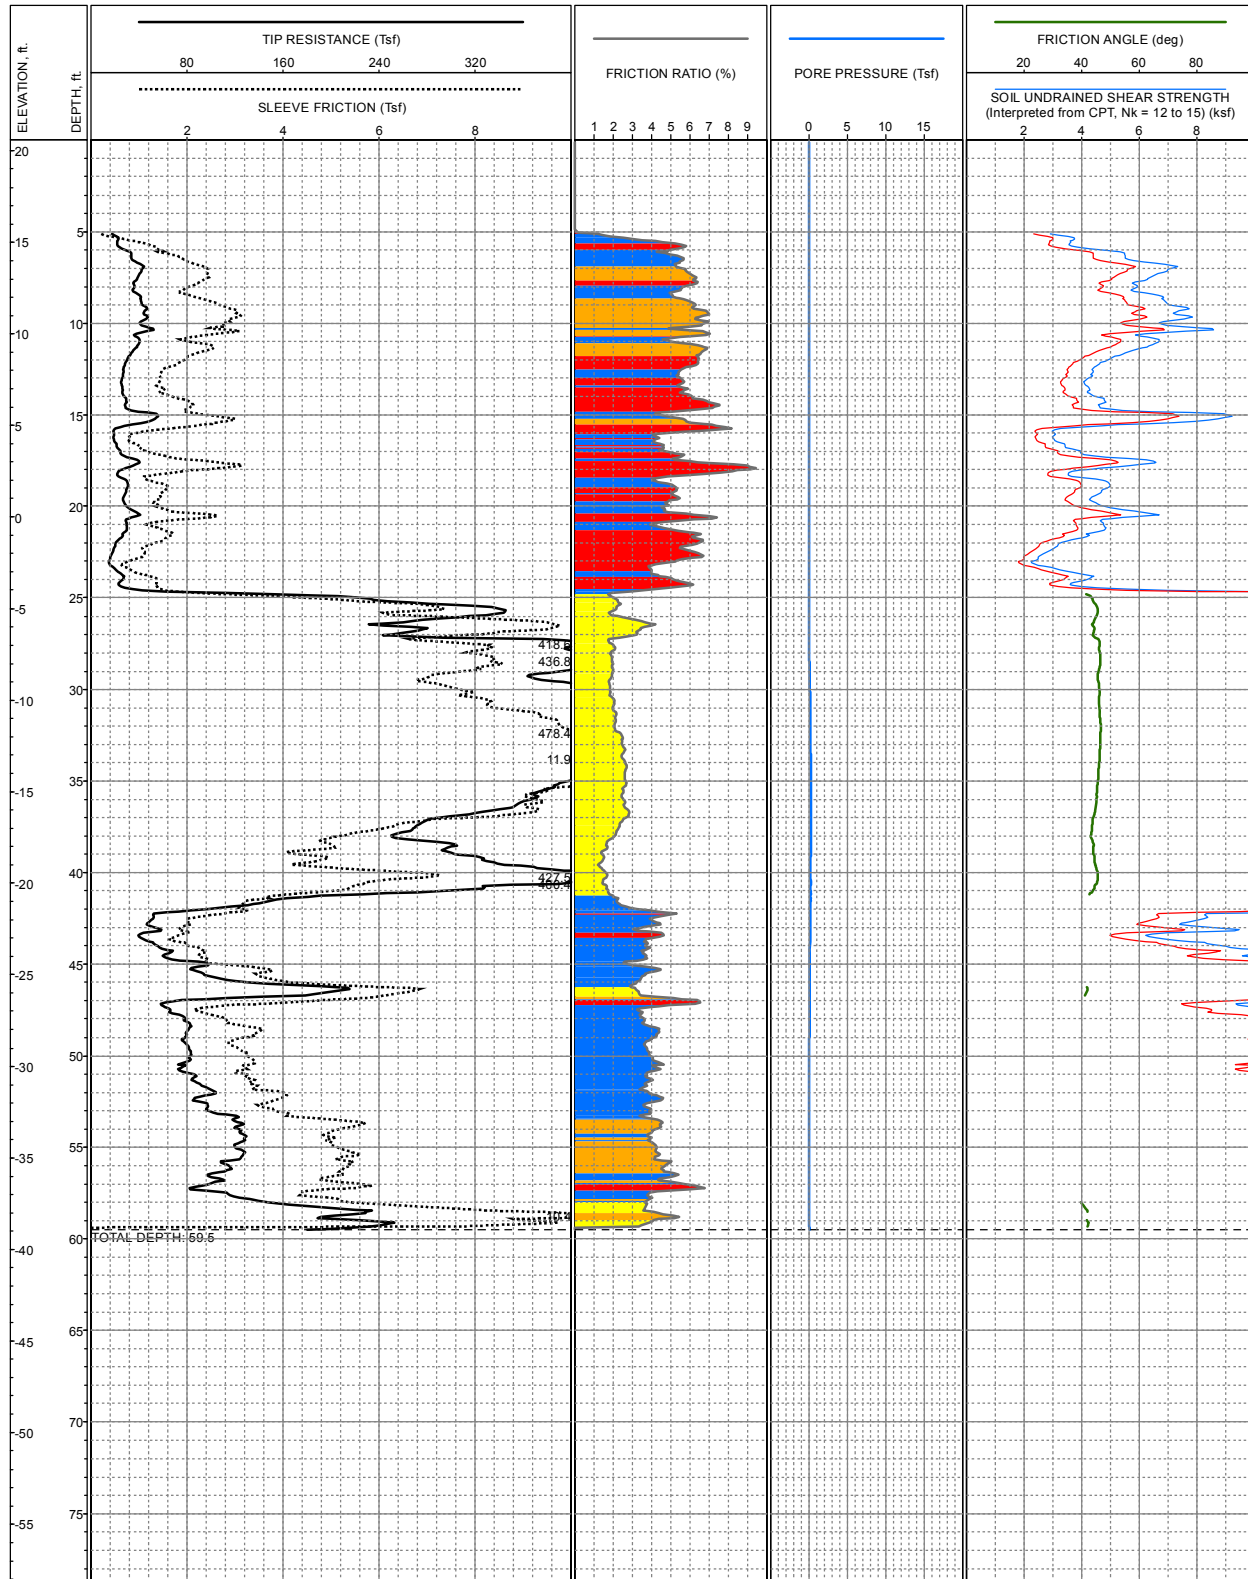 ELEVATION, ft.
DEPTH, ft.
TIP RESISTANCE (Tsf)
80 160 240 320
SLEEVE FRICTION (Tsf)
2 4 6 8
FRICTION RATIO (%)
1 2 3 4 5 6 7 8 9
PORE PRESSURE (Tsf)
0 5 10 15
FRICTION ANGLE (deg)
20 40 60 80
SOIL UNDRAINED SHEAR STRENGTH
(Interpreted from CPT, Nk = 12 to 15) (ksf)
2 4 6 8
20
5
15
10
10
15
5
20
0
25
-5
418.6
436.8
30
-10
478.4
11.9
35
-15
40
427.5
-20
45
-25
50
-30
55
-35
TOTAL DEPTH: 59.5
60
-40
65
-45
70
-50
75
-55